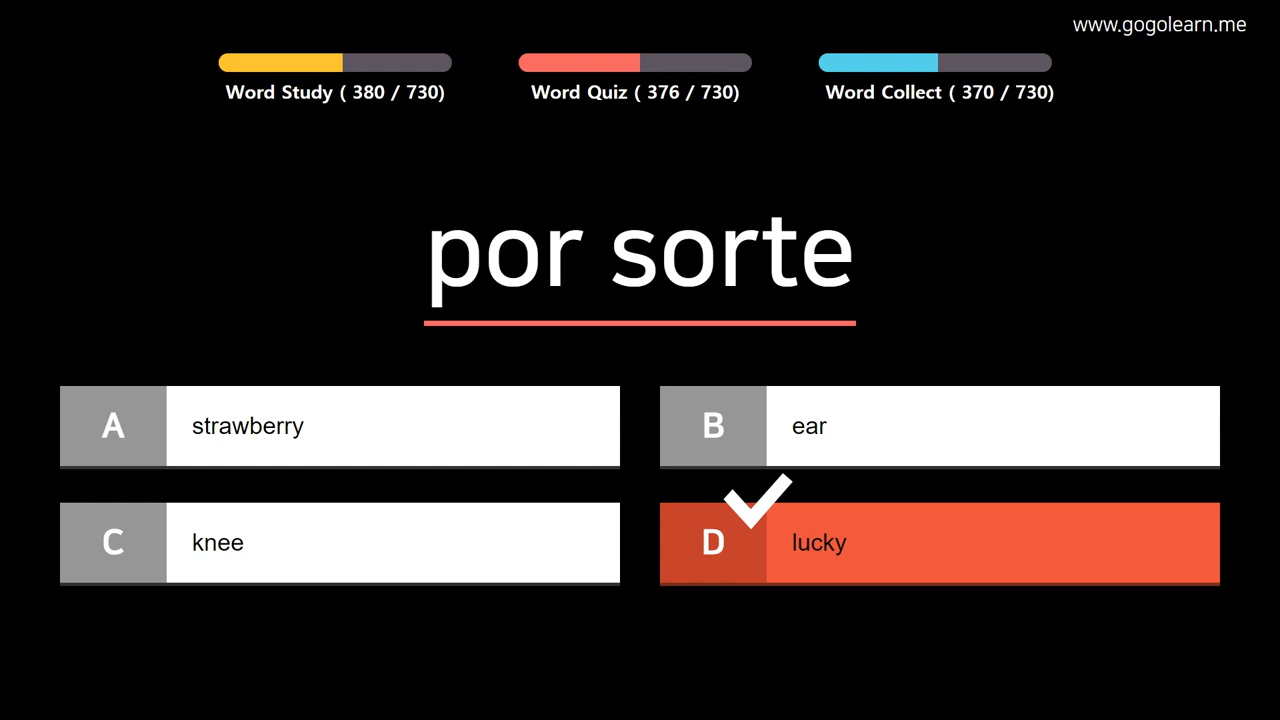 www.gogolearn.me
Word Study ( 380 / 730)
Word Quiz ( 376 / 730)
Word Collect ( 370 / 730)
por sorte
A strawberry
B ear
C knee
D lucky